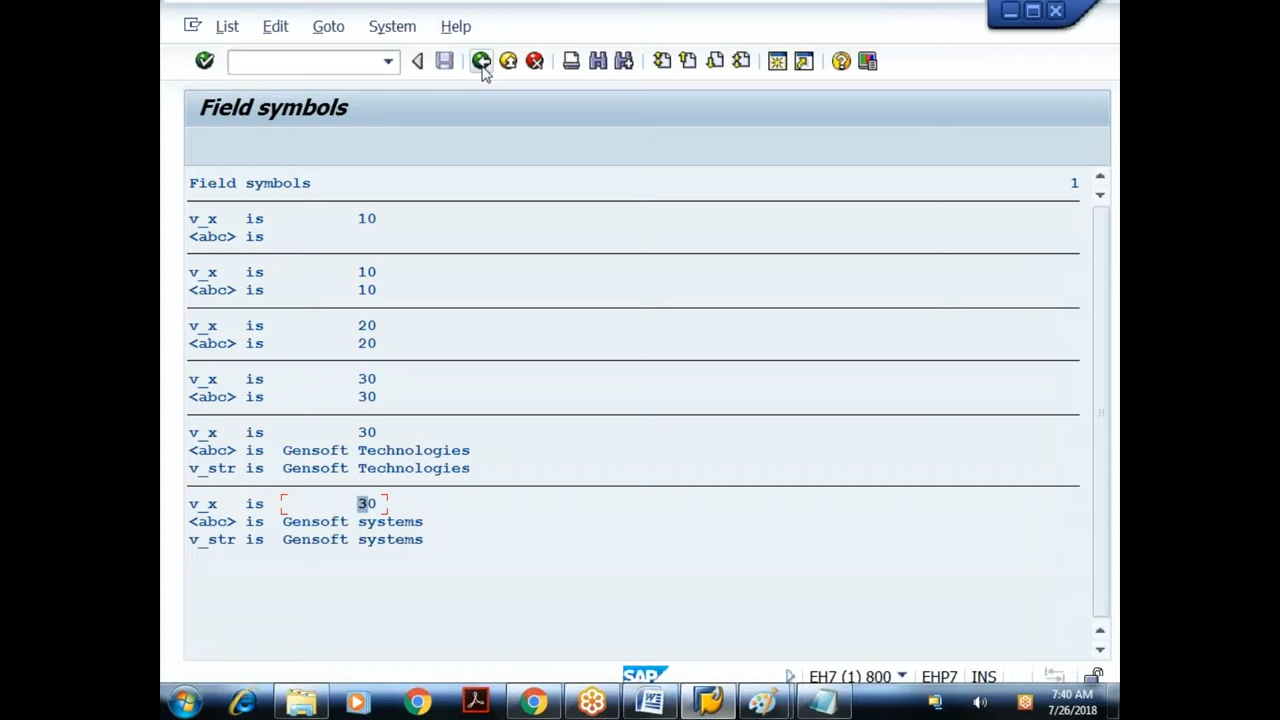 List Edit Goto System Help
Field symbols
Field symbols 1
v_x is 10
<abc> is
v_x is 10
<abc> is 10
v_x is 20
<abc> is 20
v_x is 30
<abc> is 30
v_x is 30
<abc> is Gensoft Technologies
v_str is Gensoft Technologies
v_x is 30
<abc> is Gensoft systems
v_str is Gensoft systems
SAP EH7 (1) 800 EHP7 INS
7:40 AM
7/26/2018